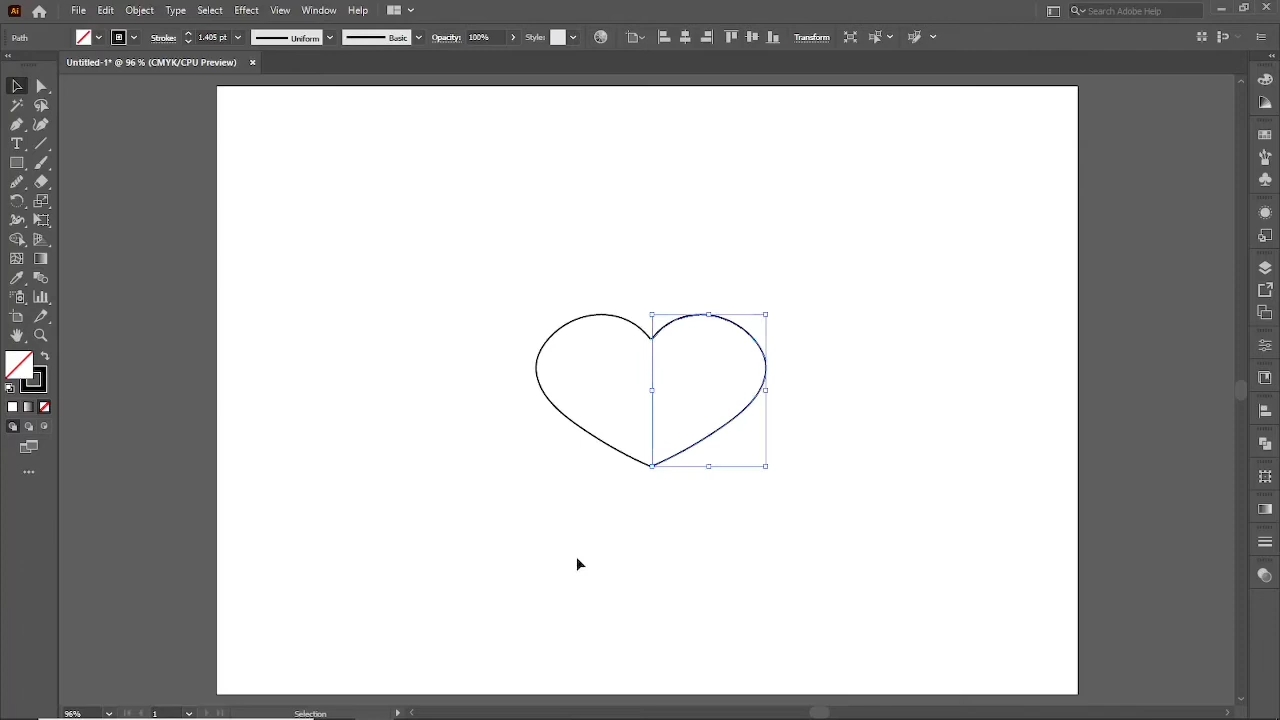 Ai File Edit Object Type Select Effect View Window Help Search Adobe Help
Path Stroke: 1.405 pt Uniform Basic Opacity: 100% Style: Transform
Untitled-1* @ 96 % (CMYK/CPU Preview) ×
96% 1 Selection